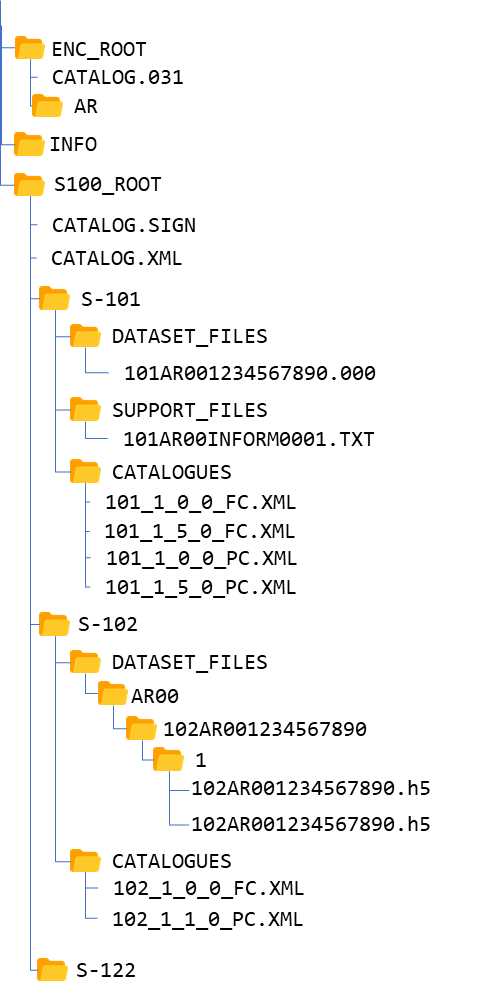 ENC_ROOT
CATALOG.031
AR
INFO
S100_ROOT
CATALOG.SIGN
CATALOG.XML
S-101
DATASET_FILES
101AR001234567890.000
SUPPORT_FILES
101AR00INFORM0001.TXT
CATALOGUES
101_1_0_0_FC.XML
101_1_5_0_FC.XML
101_1_0_0_PC.XML
101_1_5_0_PC.XML
S-102
DATASET_FILES
AR00
102AR001234567890
1
102AR001234567890.h5
102AR001234567890.h5
CATALOGUES
102_1_0_0_FC.XML
102_1_1_0_PC.XML
S-122